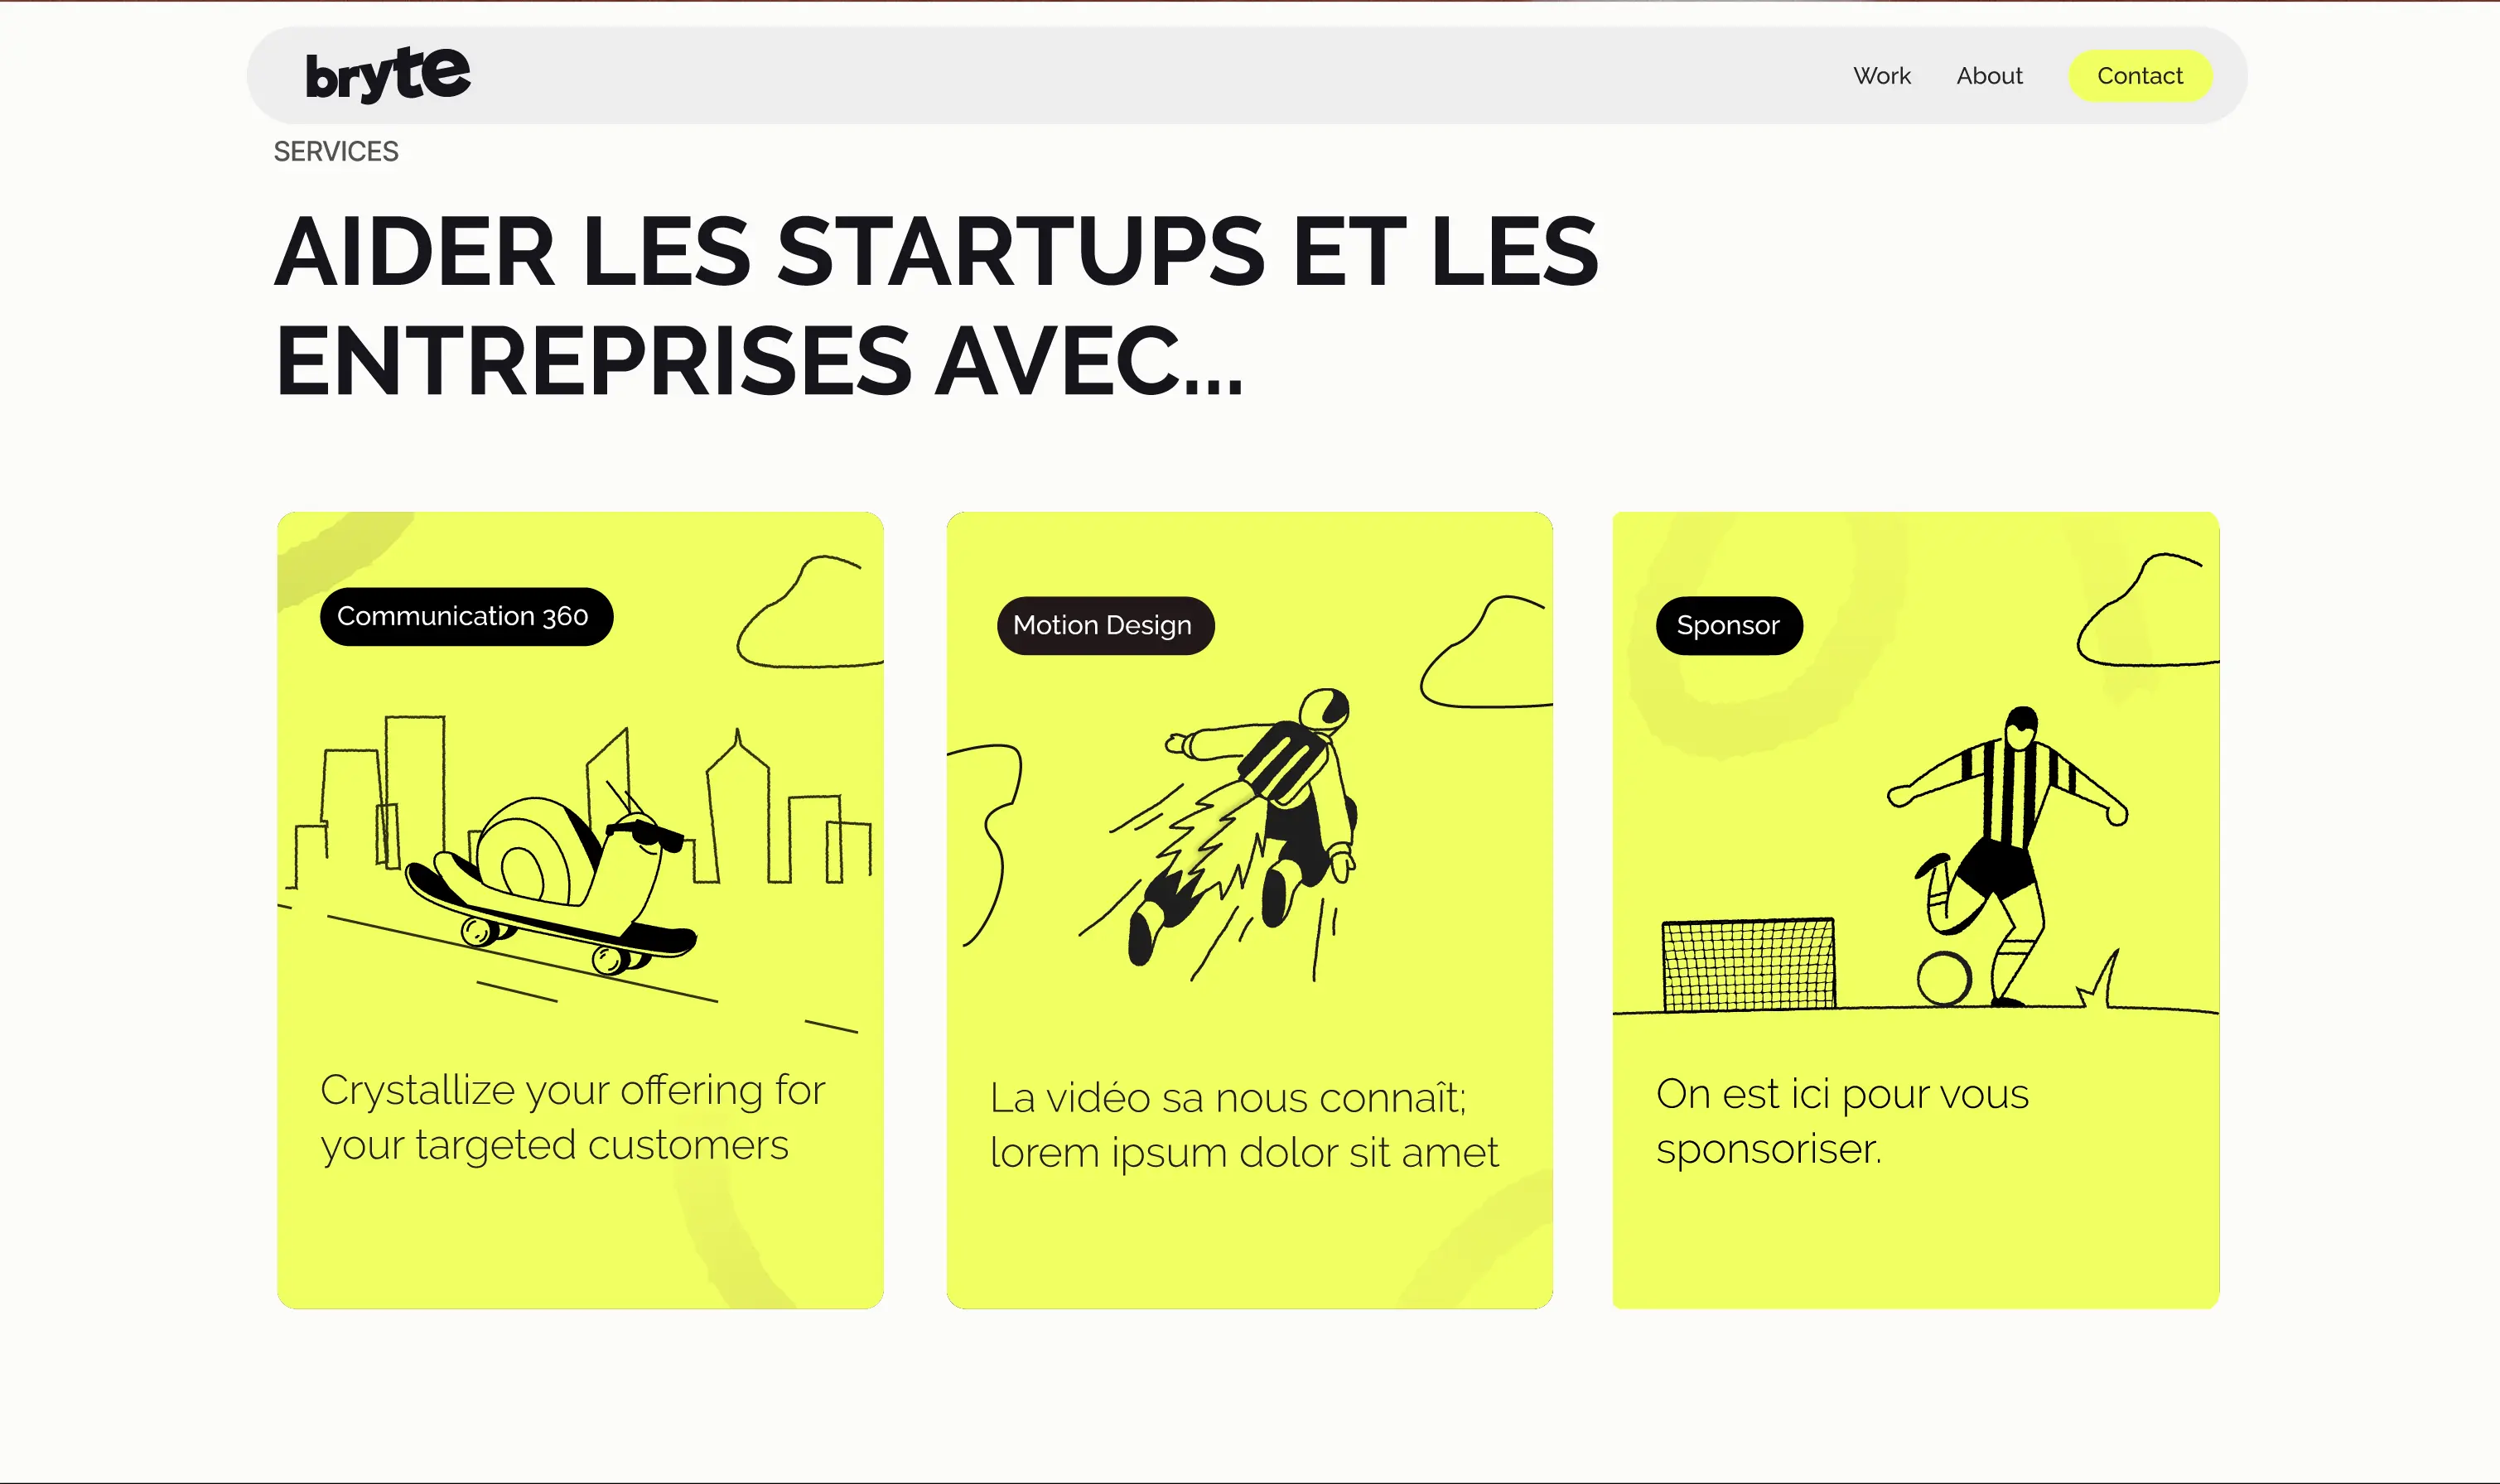 bryte
Work
About
Contact
SERVICES
AIDER LES STARTUPS ET LES
ENTREPRISES AVEC...
Communication 360
Crystallize your offering for
your targeted customers
Motion Design
La vidéo sa nous connaît;
lorem ipsum dolor sit amet
Sponsor
On est ici pour vous
sponsoriser.